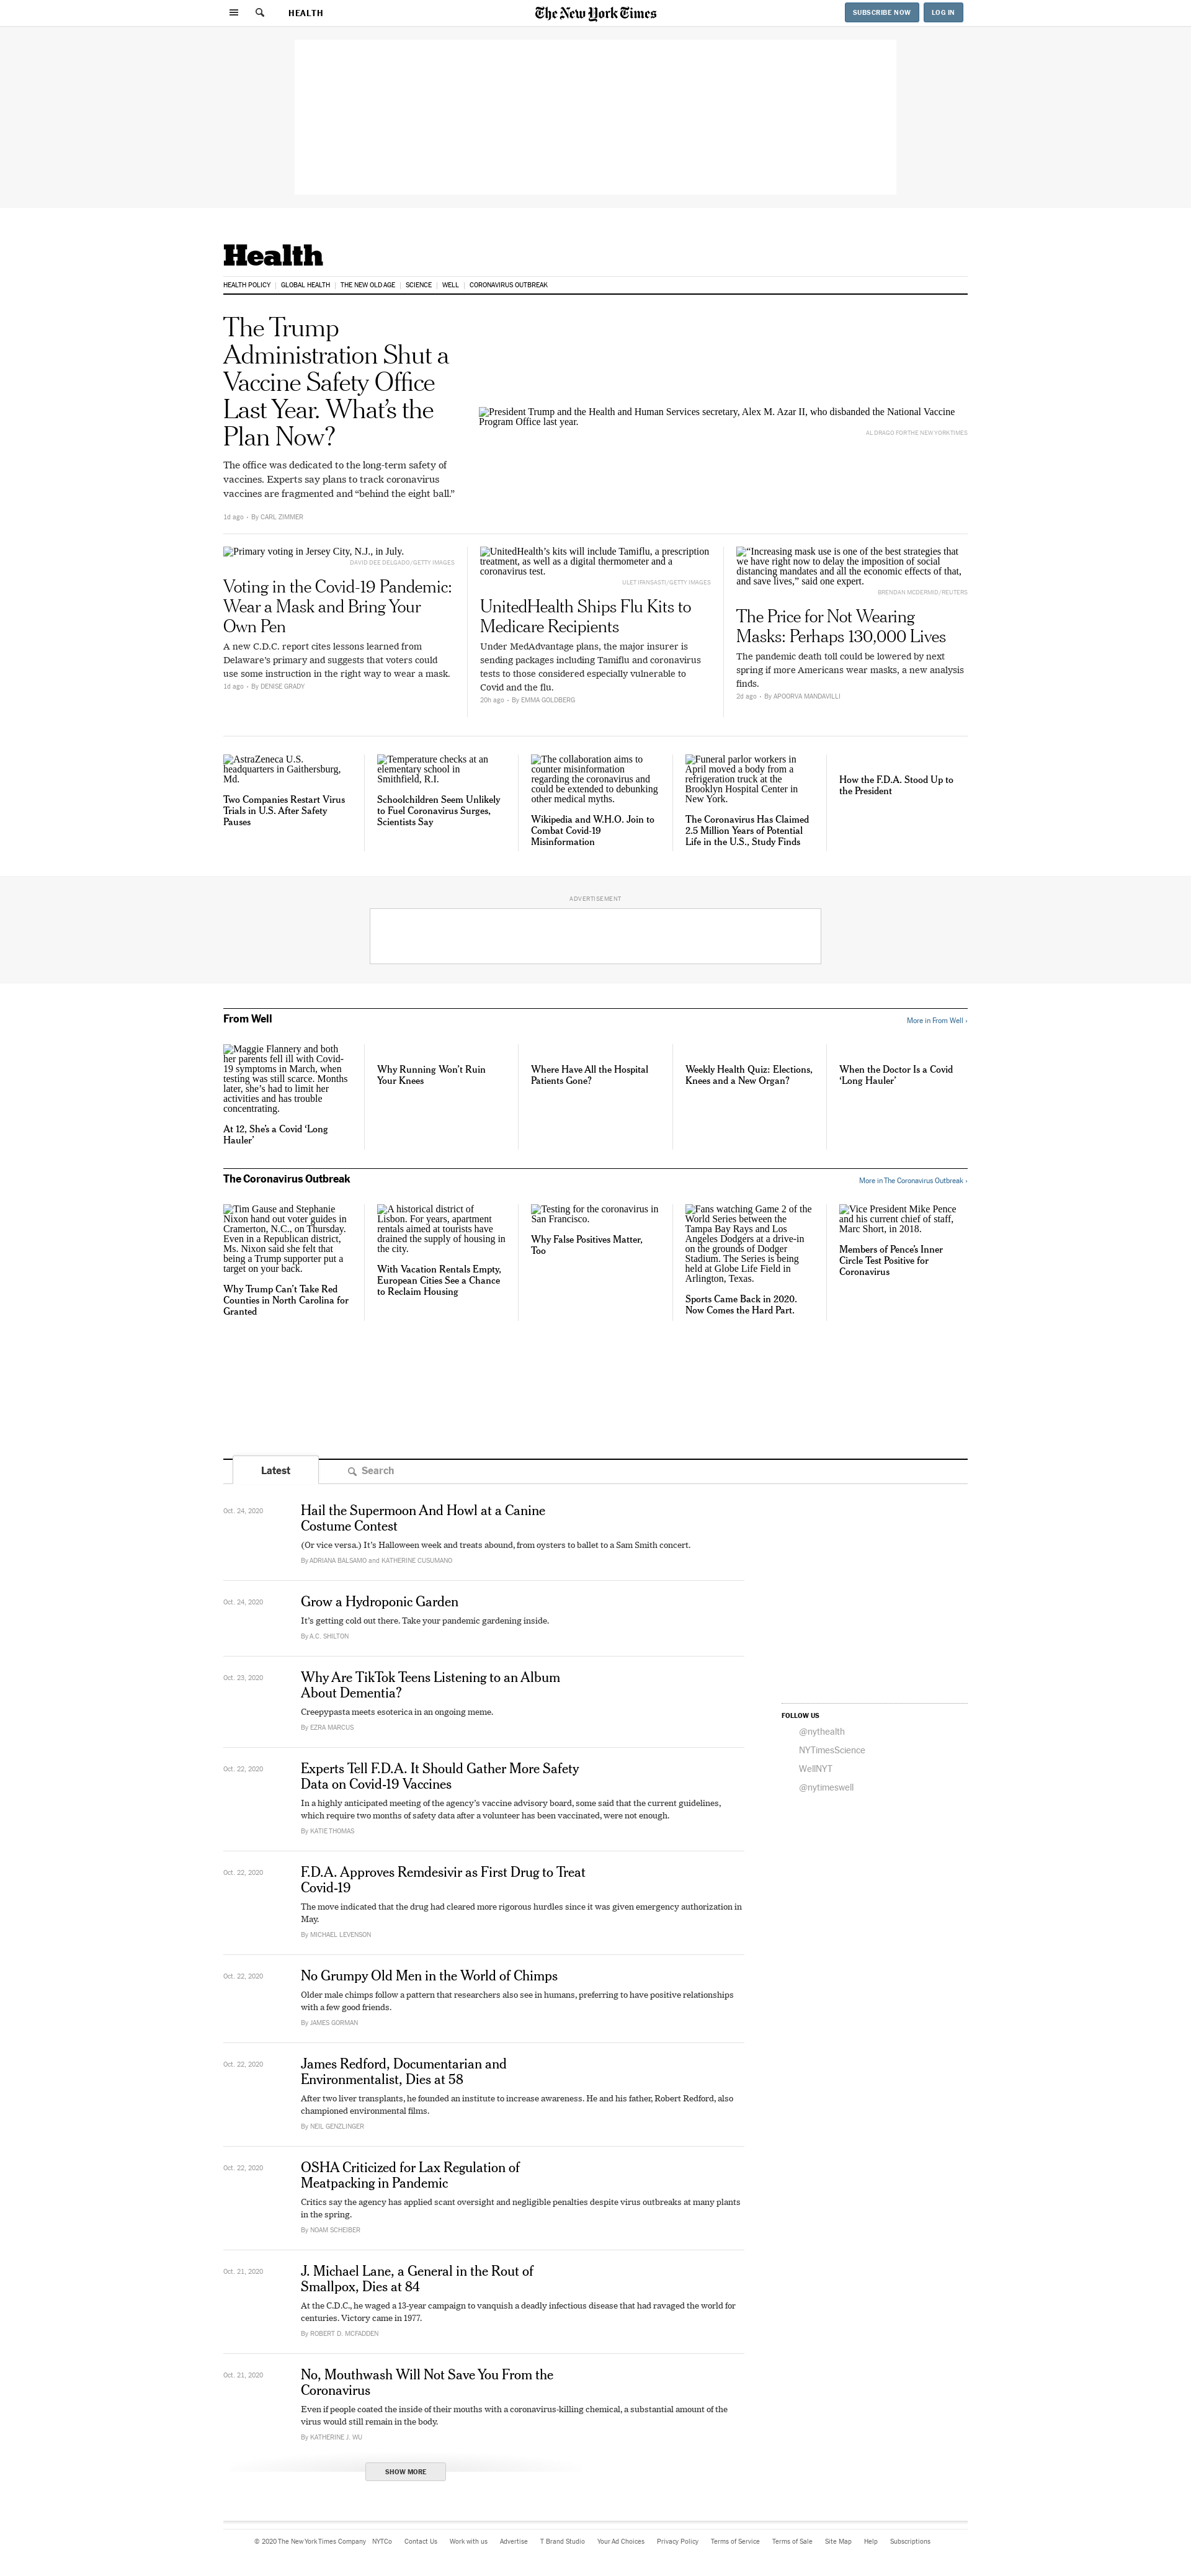 HEALTH
The New York Times
SUBSCRIBE NOW
LOG IN
Health
HEALTH POLICY
GLOBAL HEALTH
THE NEW OLD AGE
SCIENCE
WELL
CORONAVIRUS OUTBREAK
The Trump
Administration Shut a
Vaccine Safety Office
Last Year. What’s the
Plan Now?
The office was dedicated to the long-term safety of
vaccines. Experts say plans to track coronavirus
vaccines are fragmented and “behind the eight ball.”
1d ago • By CARL ZIMMER
President Trump and the Health and Human Services secretary, Alex M. Azar II, who disbanded the National Vaccine
Program Office last year.
AL DRAGO FOR THE NEW YORK TIMES
Primary voting in Jersey City, N.J., in July.
DAVID DEE DELGADO/GETTY IMAGES
Voting in the Covid-19 Pandemic:
Wear a Mask and Bring Your
Own Pen
A new C.D.C. report cites lessons learned from
Delaware’s primary and suggests that voters could
use some instruction in the right way to wear a mask.
1d ago • By DENISE GRADY
UnitedHealth’s kits will include Tamiflu, a prescription
treatment, as well as a digital thermometer and a
coronavirus test.
ULET IFANSASTI/GETTY IMAGES
UnitedHealth Ships Flu Kits to
Medicare Recipients
Under MedAdvantage plans, the major insurer is
sending packages including Tamiflu and coronavirus
tests to those considered especially vulnerable to
Covid and the flu.
20h ago • By EMMA GOLDBERG
“Increasing mask use is one of the best strategies that
we have right now to delay the imposition of social
distancing mandates and all the economic effects of that,
and save lives,” said one expert.
BRENDAN MCDERMID/REUTERS
The Price for Not Wearing
Masks: Perhaps 130,000 Lives
The pandemic death toll could be lowered by next
spring if more Americans wear masks, a new analysis
finds.
2d ago • By APOORVA MANDAVILLI
AstraZeneca U.S.
headquarters in Gaithersburg,
Md.
Two Companies Restart Virus
Trials in U.S. After Safety
Pauses
Temperature checks at an
elementary school in
Smithfield, R.I.
Schoolchildren Seem Unlikely
to Fuel Coronavirus Surges,
Scientists Say
The collaboration aims to
counter misinformation
regarding the coronavirus and
could be extended to debunking
other medical myths.
Wikipedia and W.H.O. Join to
Combat Covid-19
Misinformation
Funeral parlor workers in
April moved a body from a
refrigeration truck at the
Brooklyn Hospital Center in
New York.
The Coronavirus Has Claimed
2.5 Million Years of Potential
Life in the U.S., Study Finds
How the F.D.A. Stood Up to
the President
ADVERTISEMENT
From Well
More in From Well ›
Maggie Flannery and both
her parents fell ill with Covid-
19 symptoms in March, when
testing was still scarce. Months
later, she’s had to limit her
activities and has trouble
concentrating.
At 12, She’s a Covid ‘Long
Hauler’
Why Running Won’t Ruin
Your Knees
Where Have All the Hospital
Patients Gone?
Weekly Health Quiz: Elections,
Knees and a New Organ?
When the Doctor Is a Covid
‘Long Hauler’
The Coronavirus Outbreak
More in The Coronavirus Outbreak ›
Tim Gause and Stephanie
Nixon hand out voter guides in
Cramerton, N.C., on Thursday.
Even in a Republican district,
Ms. Nixon said she felt that
being a Trump supporter put a
target on your back.
Why Trump Can’t Take Red
Counties in North Carolina for
Granted
A historical district of
Lisbon. For years, apartment
rentals aimed at tourists have
drained the supply of housing in
the city.
With Vacation Rentals Empty,
European Cities See a Chance
to Reclaim Housing
Testing for the coronavirus in
San Francisco.
Why False Positives Matter,
Too
Fans watching Game 2 of the
World Series between the
Tampa Bay Rays and Los
Angeles Dodgers at a drive-in
on the grounds of Dodger
Stadium. The Series is being
held at Globe Life Field in
Arlington, Texas.
Sports Came Back in 2020.
Now Comes the Hard Part.
Vice President Mike Pence
and his current chief of staff,
Marc Short, in 2018.
Members of Pence’s Inner
Circle Test Positive for
Coronavirus
Latest
Search
Oct. 24, 2020
Hail the Supermoon And Howl at a Canine
Costume Contest
(Or vice versa.) It’s Halloween week and treats abound, from oysters to ballet to a Sam Smith concert.
By ADRIANA BALSAMO and KATHERINE CUSUMANO
Oct. 24, 2020
Grow a Hydroponic Garden
It’s getting cold out there. Take your pandemic gardening inside.
By A.C. SHILTON
Oct. 23, 2020
Why Are TikTok Teens Listening to an Album
About Dementia?
Creepypasta meets esoterica in an ongoing meme.
By EZRA MARCUS
FOLLOW US
@nythealth
NYTimesScience
WellNYT
@nytimeswell
Oct. 22, 2020
Experts Tell F.D.A. It Should Gather More Safety
Data on Covid-19 Vaccines
In a highly anticipated meeting of the agency’s vaccine advisory board, some said that the current guidelines,
which require two months of safety data after a volunteer has been vaccinated, were not enough.
By KATIE THOMAS
Oct. 22, 2020
F.D.A. Approves Remdesivir as First Drug to Treat
Covid-19
The move indicated that the drug had cleared more rigorous hurdles since it was given emergency authorization in
May.
By MICHAEL LEVENSON
Oct. 22, 2020
No Grumpy Old Men in the World of Chimps
Older male chimps follow a pattern that researchers also see in humans, preferring to have positive relationships
with a few good friends.
By JAMES GORMAN
Oct. 22, 2020
James Redford, Documentarian and
Environmentalist, Dies at 58
After two liver transplants, he founded an institute to increase awareness. He and his father, Robert Redford, also
championed environmental films.
By NEIL GENZLINGER
Oct. 22, 2020
OSHA Criticized for Lax Regulation of
Meatpacking in Pandemic
Critics say the agency has applied scant oversight and negligible penalties despite virus outbreaks at many plants
in the spring.
By NOAM SCHEIBER
Oct. 21, 2020
J. Michael Lane, a General in the Rout of
Smallpox, Dies at 84
At the C.D.C., he waged a 13-year campaign to vanquish a deadly infectious disease that had ravaged the world for
centuries. Victory came in 1977.
By ROBERT D. MCFADDEN
Oct. 21, 2020
No, Mouthwash Will Not Save You From the
Coronavirus
Even if people coated the inside of their mouths with a coronavirus-killing chemical, a substantial amount of the
virus would still remain in the body.
By KATHERINE J. WU
SHOW MORE
© 2020 The New York Times Company
NYTCo
Contact Us
Work with us
Advertise
T Brand Studio
Your Ad Choices
Privacy Policy
Terms of Service
Terms of Sale
Site Map
Help
Subscriptions